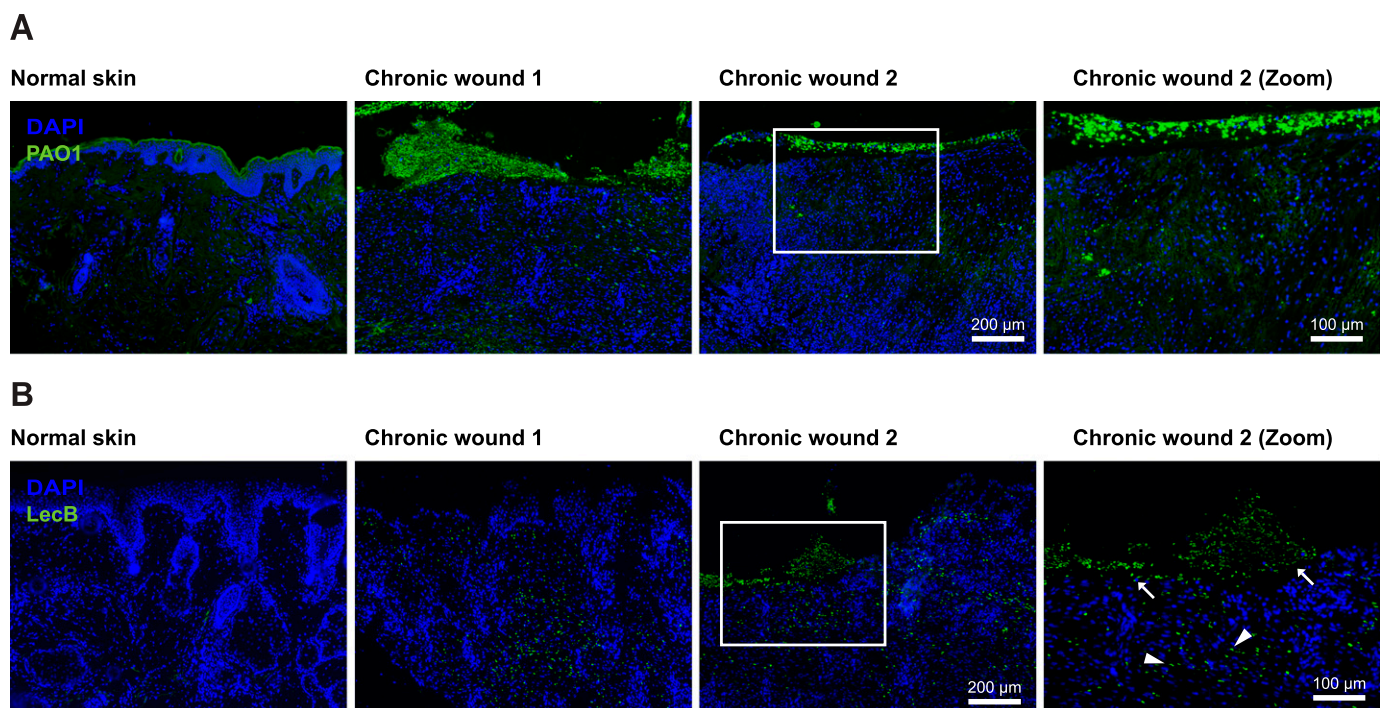 A
Normal skin
Chronic wound 1
Chronic wound 2
Chronic wound 2 (Zoom)
DAPI
PAO1
200 µm
100 µm
B
Normal skin
Chronic wound 1
Chronic wound 2
Chronic wound 2 (Zoom)
DAPI
LecB
200 µm
100 µm